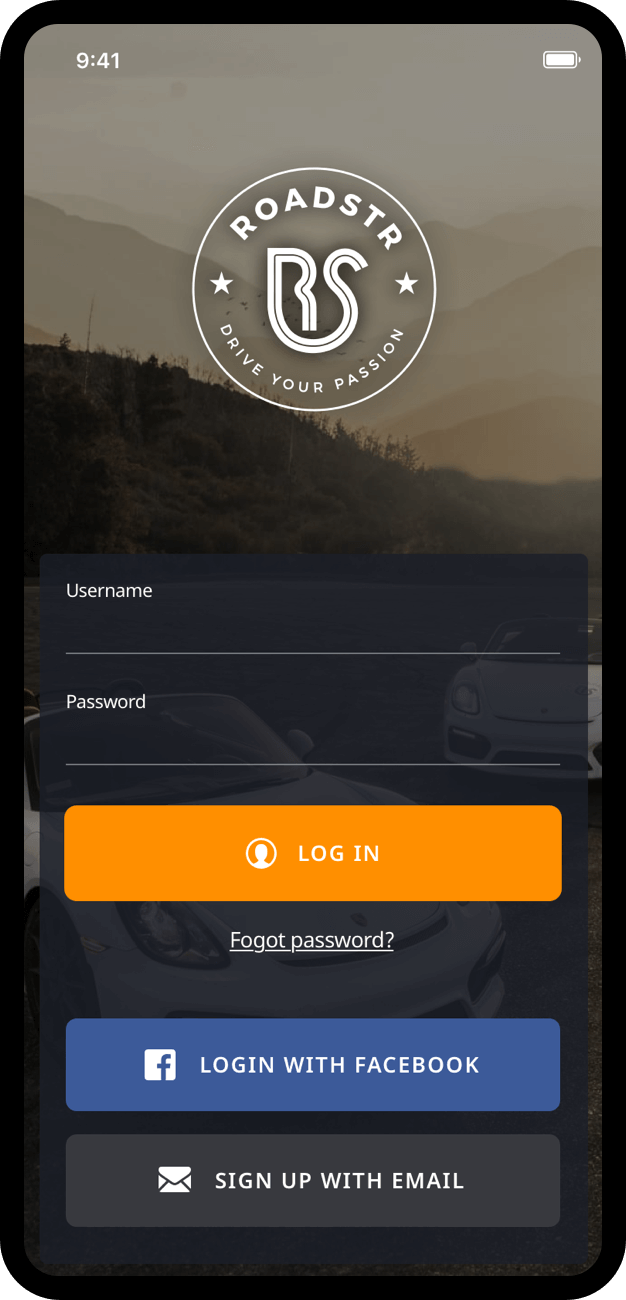 9:41
ROADSTR
RS
DRIVE YOUR PASSION
Username
Password
LOG IN
Fogot password?
LOGIN WITH FACEBOOK
SIGN UP WITH EMAIL